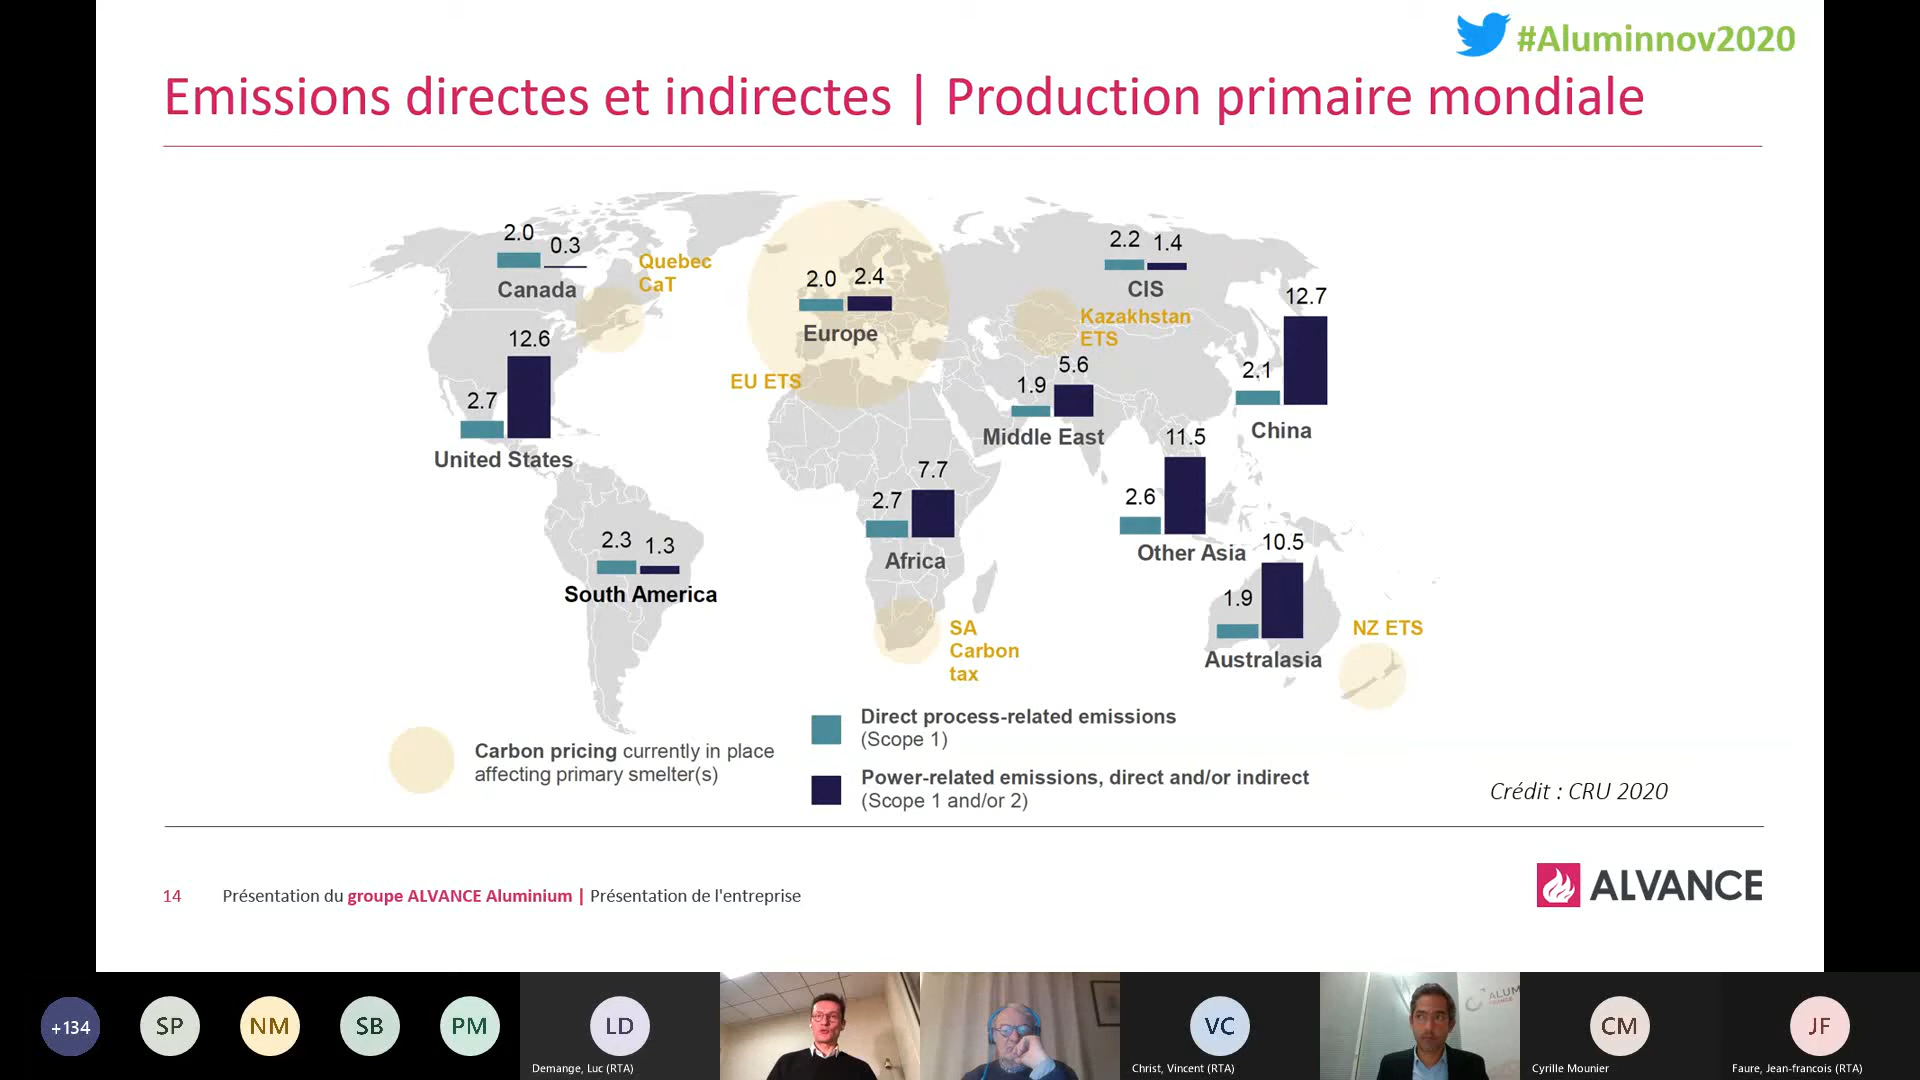 #Aluminnov2020
Emissions directes et indirectes | Production primaire mondiale
2.0
0.3
Canada
Quebec
CaT
2.0
2.4
Europe
EU ETS
2.2
1.4
CIS
Kazakhstan
ETS
12.7
2.1
China
12.6
2.7
United States
5.6
1.9
Middle East
11.5
2.6
Other Asia
7.7
2.7
Africa
2.3
1.3
South America
10.5
1.9
Australasia
SA
Carbon
tax
NZ ETS
Carbon pricing currently in place
affecting primary smelter(s)
Direct process-related emissions
(Scope 1)
Power-related emissions, direct and/or indirect
(Scope 1 and/or 2)
Crédit : CRU 2020
14 Présentation du groupe ALVANCE Aluminium | Présentation de l'entreprise
ALVANCE
+134
SP
NM
SB
PM
LD
Demange, Luc (RTA)
VC
Christ, Vincent (RTA)
ALUM
CM
Cyrille Mounier
JF
Faure, Jean-francois (RTA)